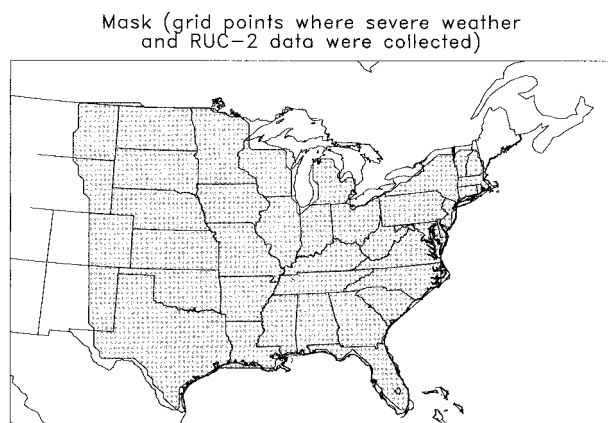 Mask (grid points where severe weather
and RUC-2 data were collected)